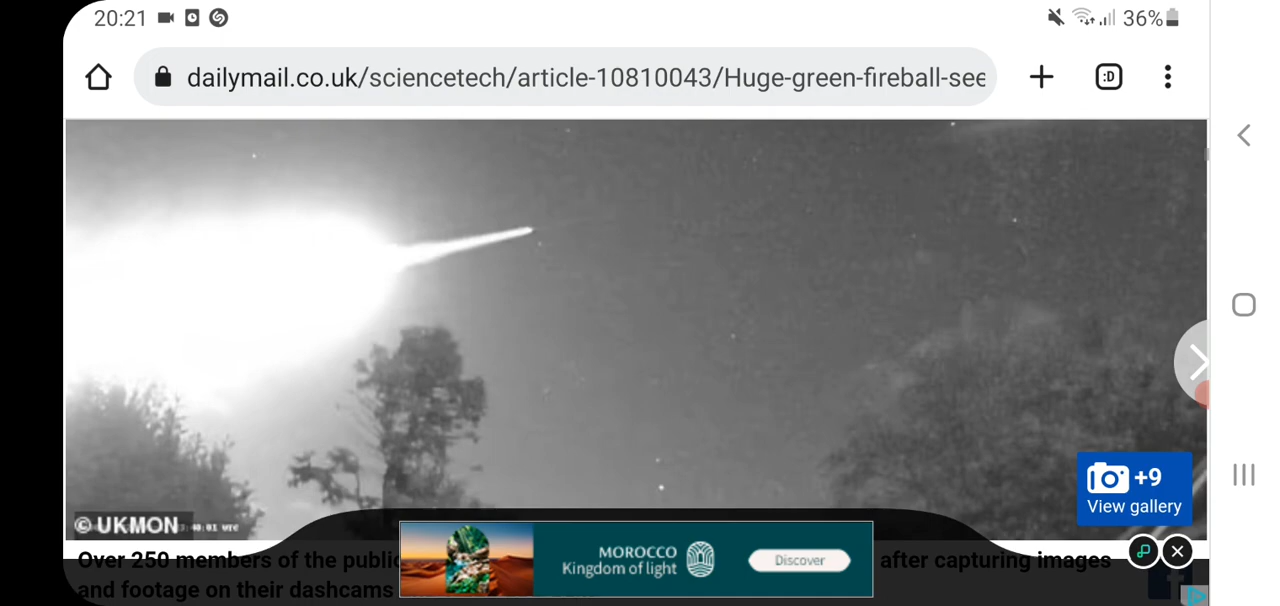 20:21
36%
dailymail.co.uk/sciencetech/article-10810043/Huge-green-fireball-see
:D
+9
View gallery
© UKMON
Over 250 members of the public
after capturing images
and footage on their dashcams
MOROCCO
Kingdom of light
Discover